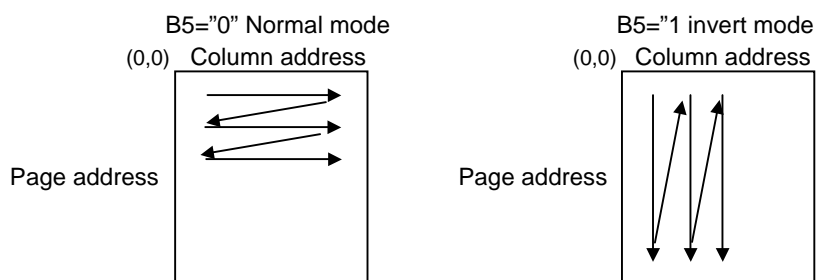 B5=”0” Normal mode
(0,0) Column address
Page address
B5=”1 invert mode
(0,0) Column address
Page address